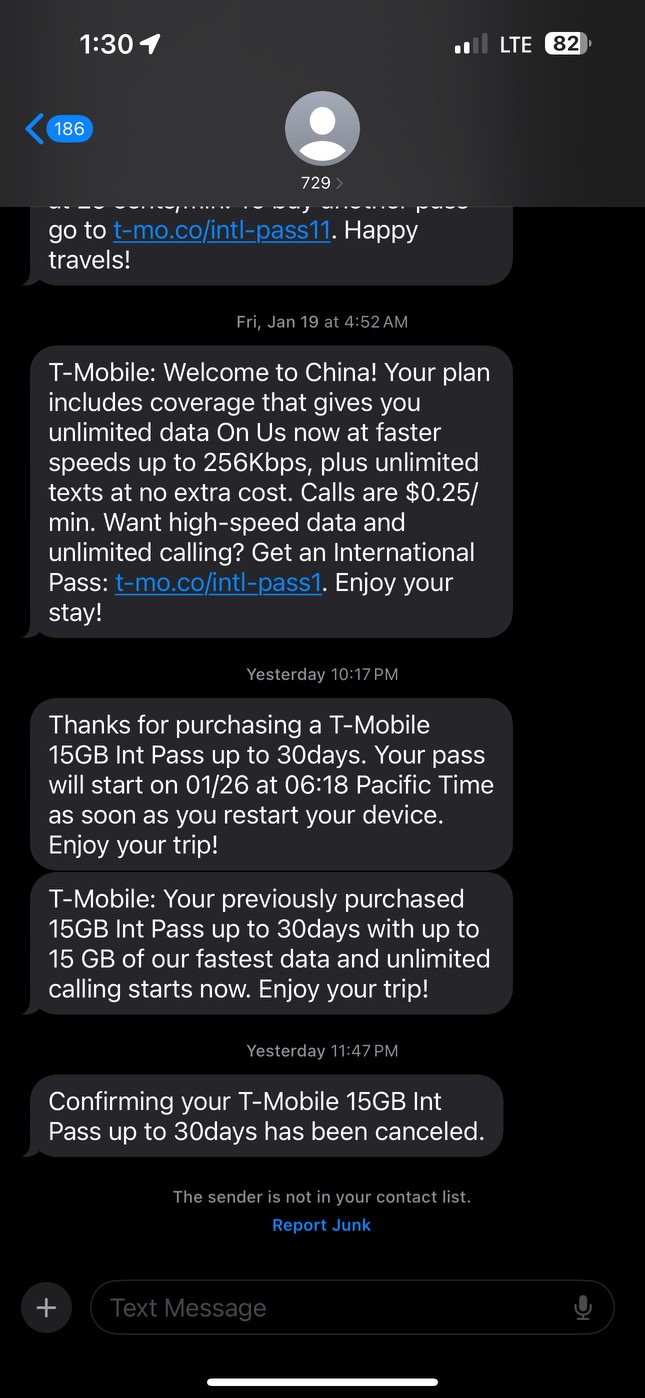 1:30
LTE
82
186
729
go to t-mo.co/intl-pass11. Happy
travels!
Fri, Jan 19 at 4:52 AM
T-Mobile: Welcome to China! Your plan
includes coverage that gives you
unlimited data On Us now at faster
speeds up to 256Kbps, plus unlimited
texts at no extra cost. Calls are $0.25/
min. Want high-speed data and
unlimited calling? Get an International
Pass: t-mo.co/intl-pass1. Enjoy your
stay!
Yesterday 10:17 PM
Thanks for purchasing a T-Mobile
15GB Int Pass up to 30days. Your pass
will start on 01/26 at 06:18 Pacific Time
as soon as you restart your device.
Enjoy your trip!
T-Mobile: Your previously purchased
15GB Int Pass up to 30days with up to
15 GB of our fastest data and unlimited
calling starts now. Enjoy your trip!
Yesterday 11:47 PM
Confirming your T-Mobile 15GB Int
Pass up to 30days has been canceled.
The sender is not in your contact list.
Report Junk
Text Message